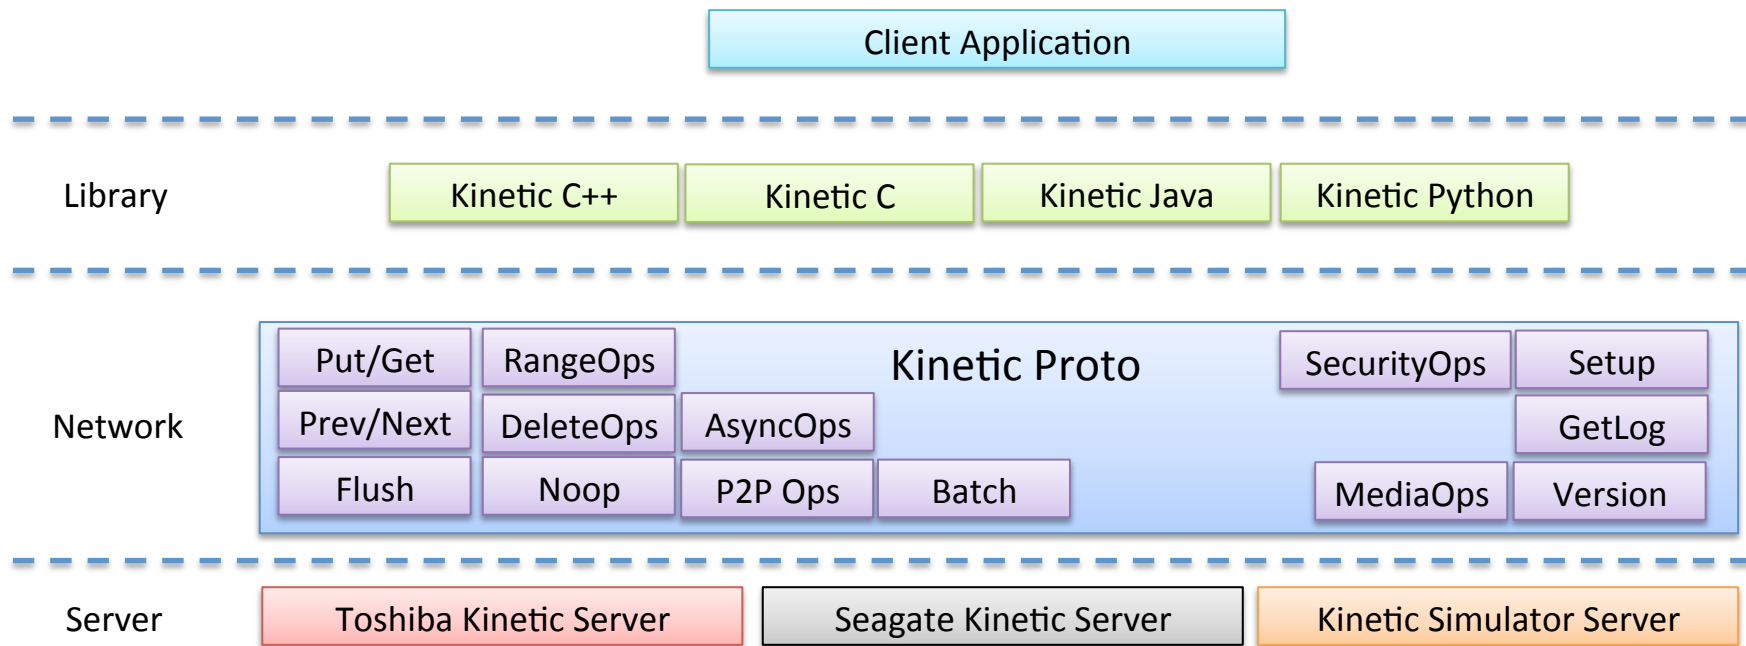 Client Application
Library
Kinetic C++
Kinetic C
Kinetic Java
Kinetic Python
Network
Kinetic Proto
Put/Get
RangeOps
SecurityOps
Setup
Prev/Next
DeleteOps
AsyncOps
GetLog
Flush
Noop
P2P Ops
Batch
MediaOps
Version
Server
Toshiba Kinetic Server
Seagate Kinetic Server
Kinetic Simulator Server